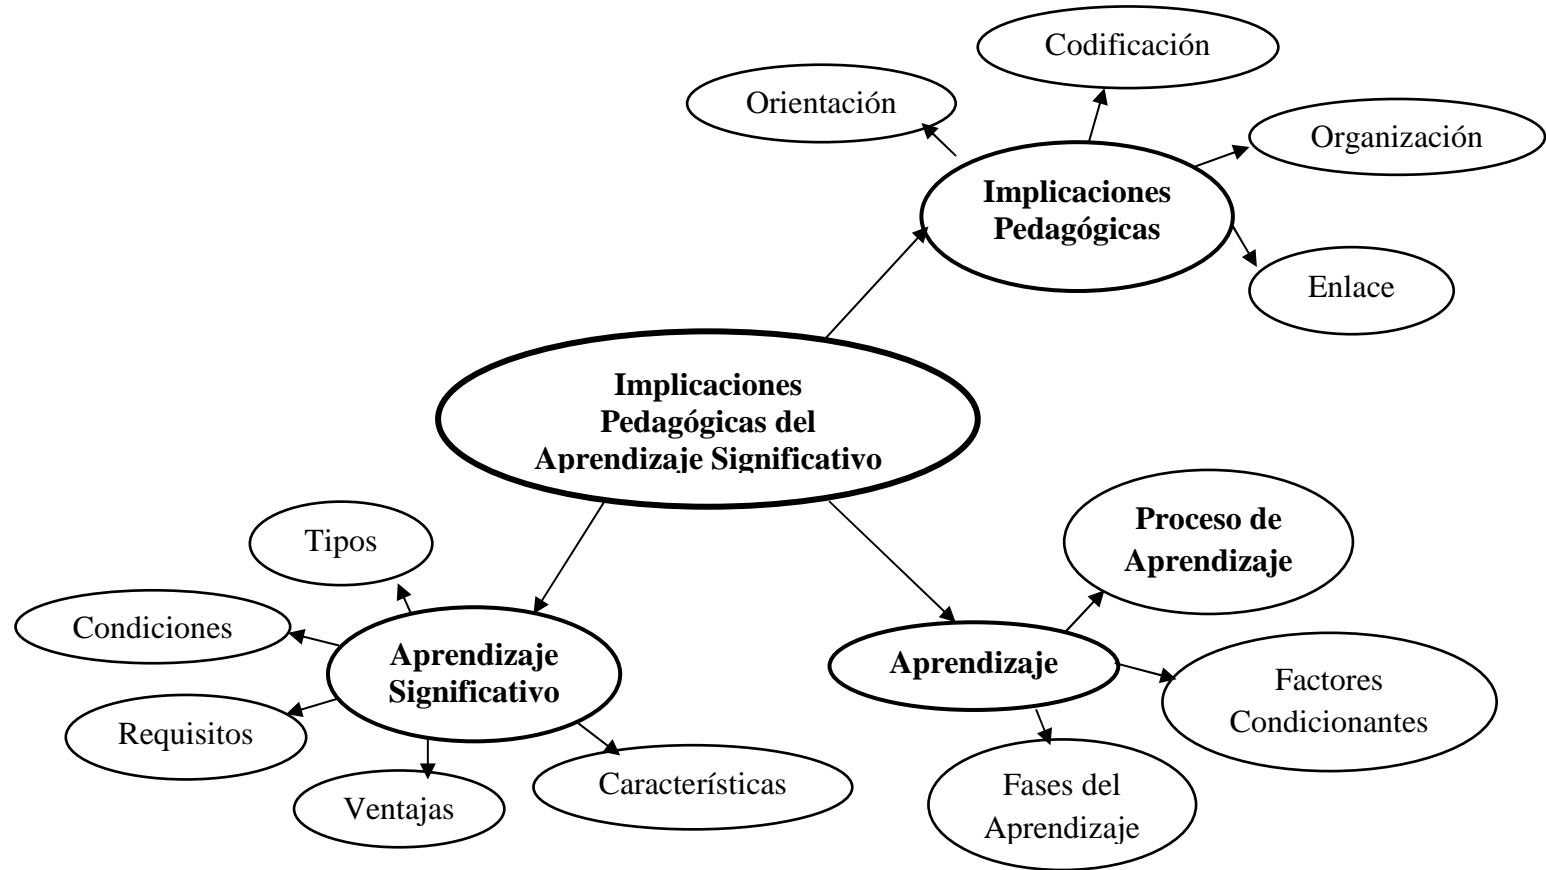 Codificación
Orientación
Organización
Implicaciones
Pedagógicas
Enlace
Implicaciones
Pedagógicas del
Aprendizaje Significativo
Proceso de
Aprendizaje
Tipos
Condiciones
Aprendizaje
Significativo
Aprendizaje
Factores
Condicionantes
Requisitos
Ventajas
Característísticas
Fases del
Aprendizaje